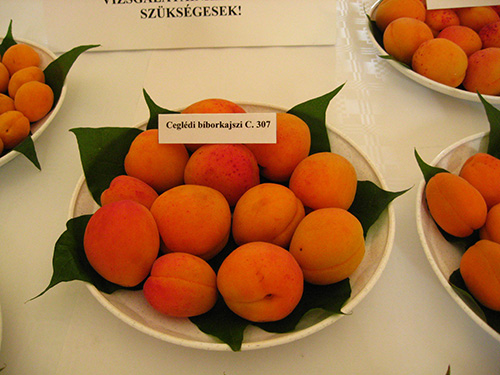 SZÜKSÉGESEK!
Ceglédi bíborkajszi C. 307